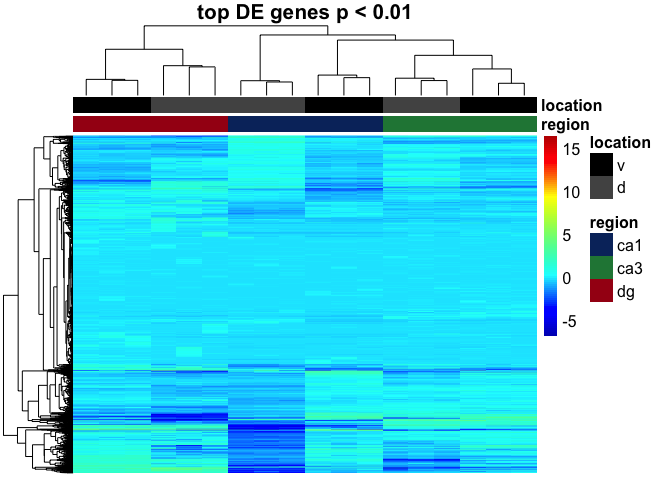 top DE genes p < 0.01
location
region
15
10
5
0
-5
location
v
d
region
ca1
ca3
dg